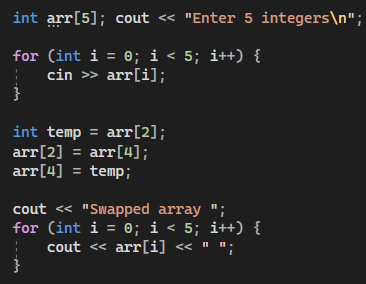 int arr[5]; cout << "Enter 5 integers\n";
for (int i = 0; i < 5; i++) {
    cin >> arr[i];
}
int temp = arr[2];
arr[2] = arr[4];
arr[4] = temp;
cout << "Swapped array ";
for (int i = 0; i < 5; i++) {
    cout << arr[i] << " ";
}